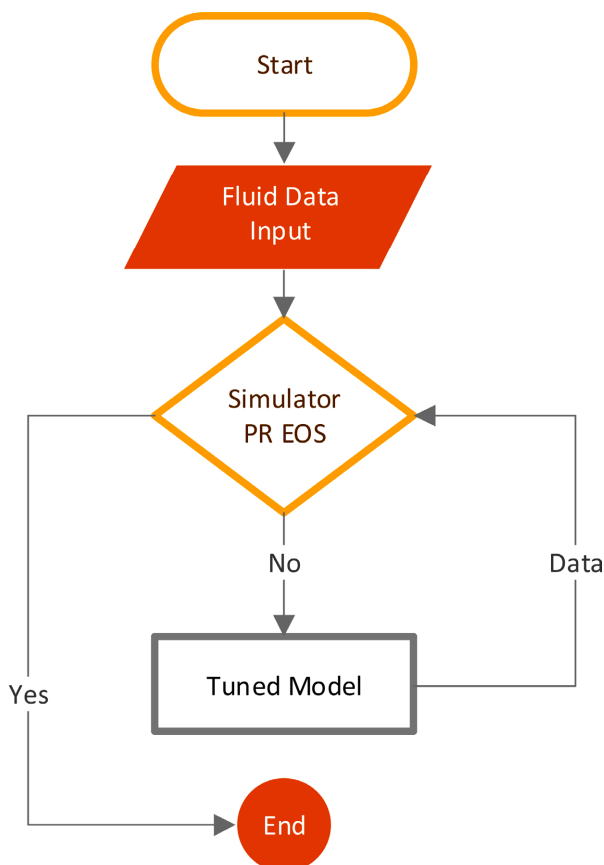 Start
Fluid Data
Input
Simulator
PR EOS
No
Data
Tuned Model
Yes
End